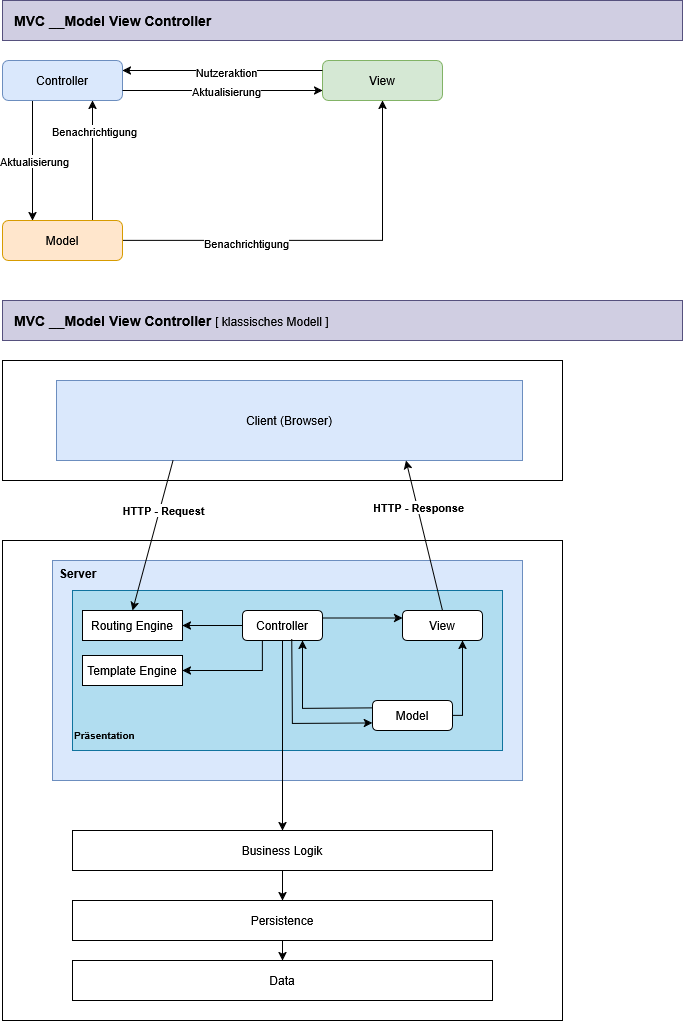 MVC __Model View Controller
Controller
Nutzeraktion
View
Aktualisierung
Benachrichtigung
Aktualisierung
Model
Benachrichtigung
MVC __Model View Controller [ klassisches Modell ]
Client (Browser)
HTTP - Request
HTTP - Response
Server
Routing Engine
Controller
View
Template Engine
Model
Präsentation
Business Logik
Persistence
Data